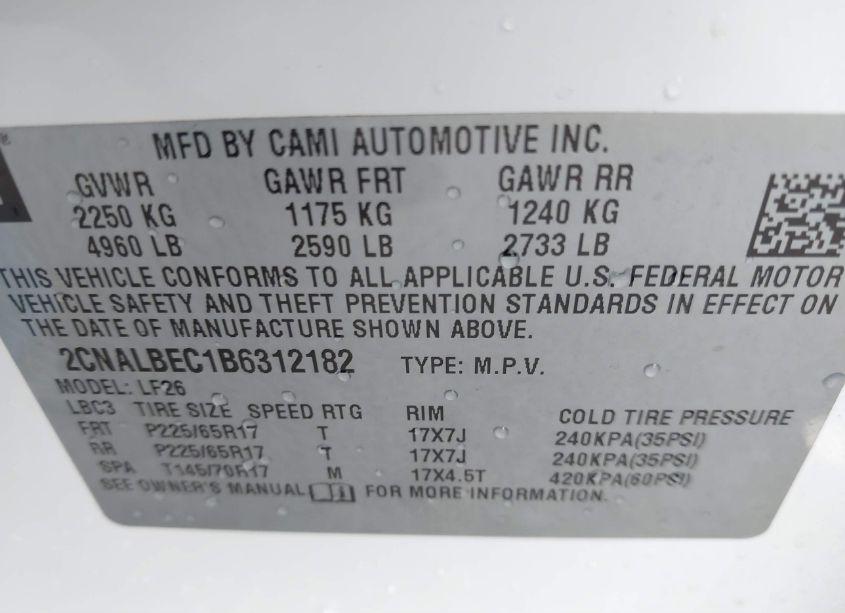 MFD BY CAMI AUTOMOTIVE INC.
GVWR GAWR FRT GAWR RR
2250 KG 1175 KG 1240 KG
4960 LB 2590 LB 2733 LB
THIS VEHICLE CONFORMS TO ALL APPLICABLE U.S. FEDERAL MOTOR
VEHICLE SAFETY AND THEFT PREVENTION STANDARDS IN EFFECT ON
THE DATE OF MANUFACTURE SHOWN ABOVE.
2CNALBEC1B6312182 TYPE: M.P.V.
MODEL: LF26
LBC3 TIRE SIZE SPEED RTG RIM COLD TIRE PRESSURE
FRT P225/65R17 T 17X7J 240KPA(35PSI)
RR P225/65R17 T 17X7J 240KPA(35PSI)
SPA T145/70R17 M 17X4.5T 420KPA(60PSI)
SEE OWNER'S MANUAL FOR MORE INFORMATION.